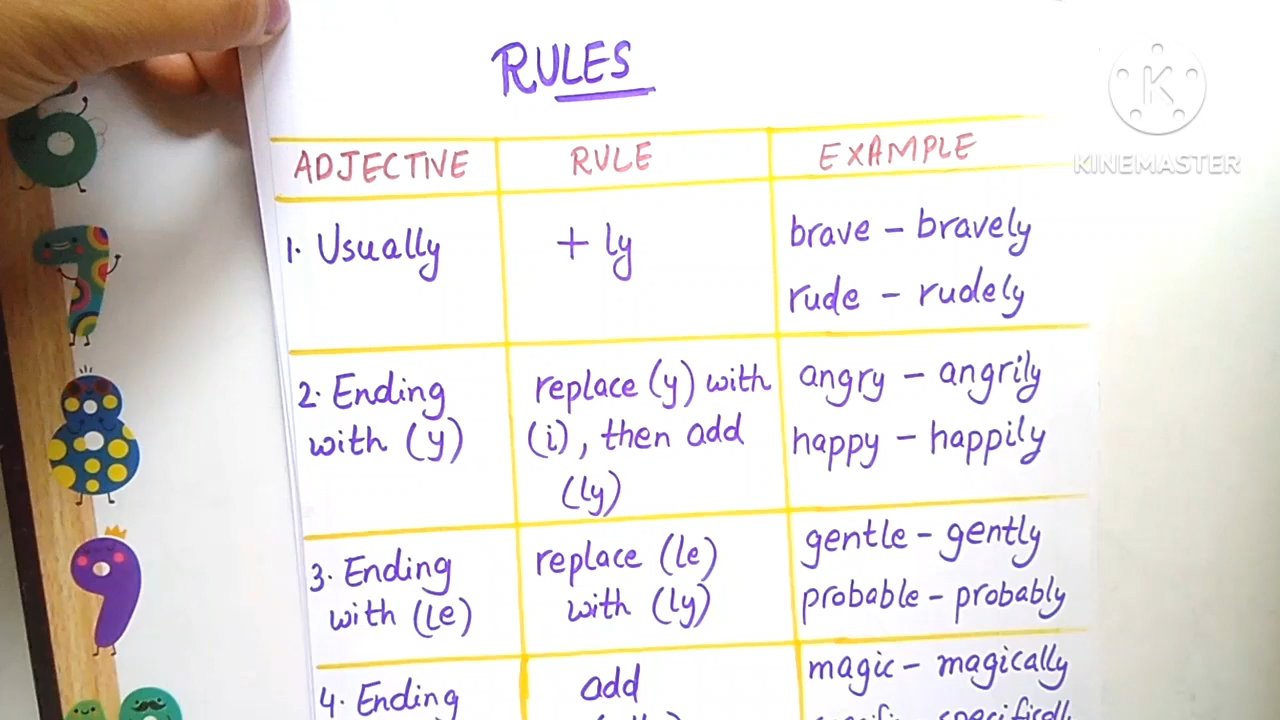 RULES
ADJECTIVE RULE EXAMPLE
1. Usually + ly brave - bravely
rude - rudely
2. Ending with (y) replace (y) with (i), then add (ly) angry - angrily
happy - happily
3. Ending with (le) replace (le) with (ly) gentle - gently
probable - probably
4. Ending add magic - magically
K
KINEMASTER